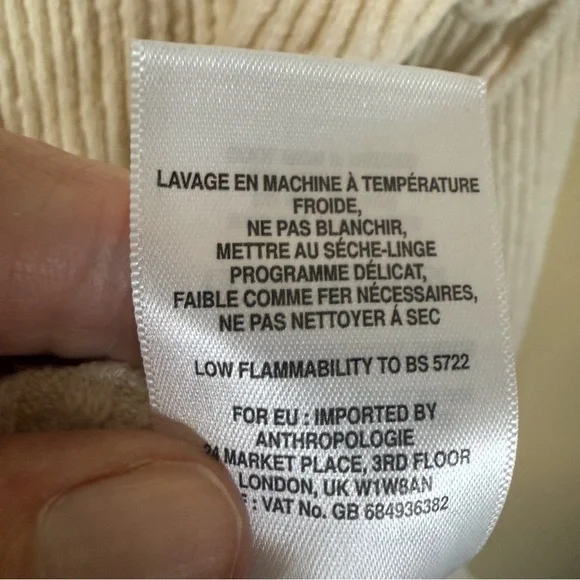 LAVAGE EN MACHINE À TEMPÉRATURE
FROIDE,
NE PAS BLANCHIR,
METTRE AU SÉCHE-LINGE
PROGRAMME DÉLICAT,
FAIBLE COMME FER NÉCESSAIRES,
NE PAS NETTOYER Á SEC
LOW FLAMMABILITY TO BS 5722
FOR EU : IMPORTED BY
ANTHROPOLOGIE
24 MARKET PLACE, 3RD FLOOR
LONDON, UK W1W8AN
: VAT No. GB 684936382